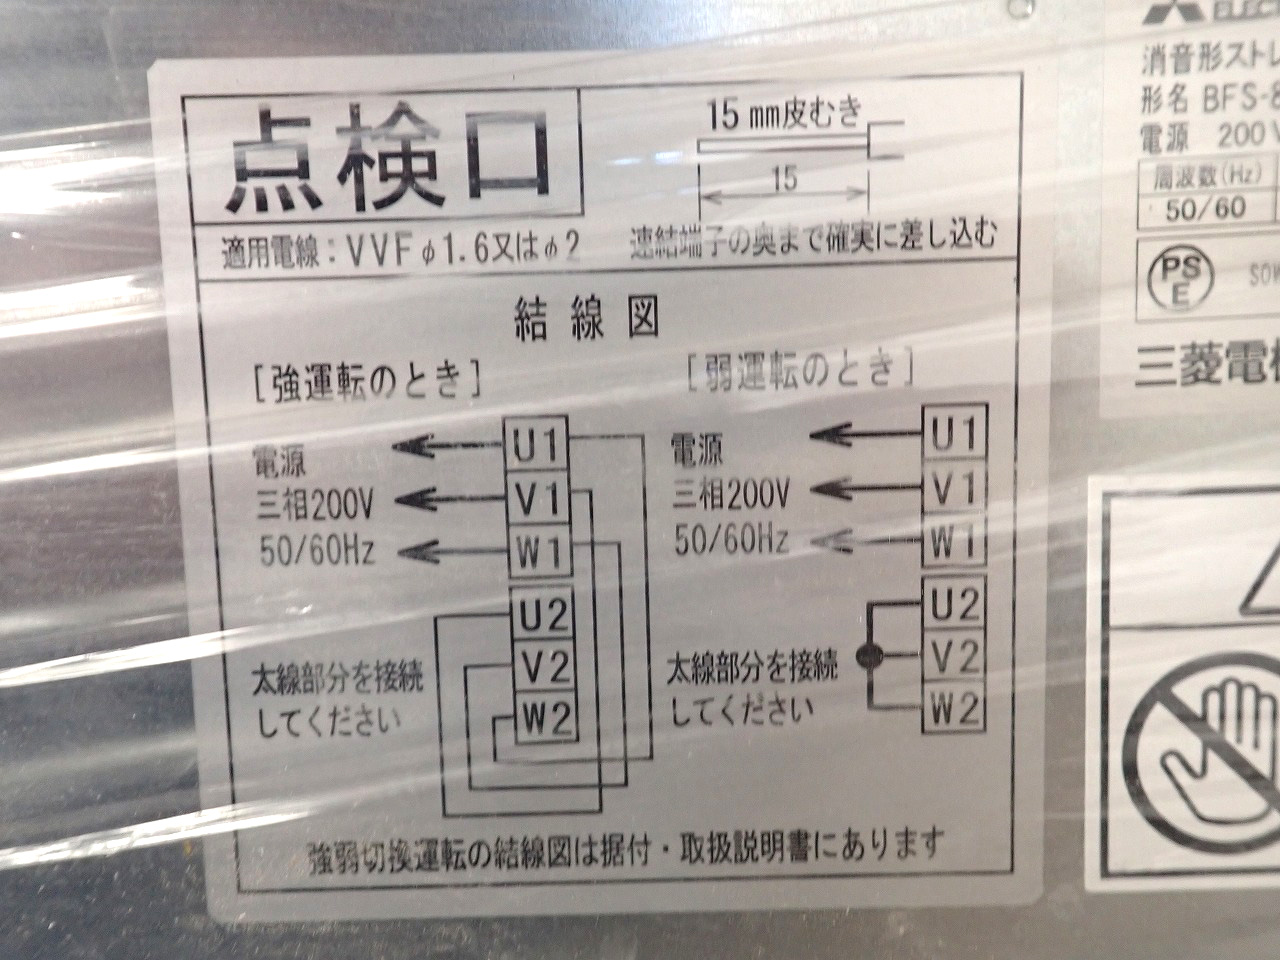 点検口
15mm皮むき
15
適用電線：VVFφ1.6又はφ2
連結端子の奥まで確実に差し込む
結線図
[強運転のとき]
電源
三相200V
50/60Hz
U1
V1
W1
U2
V2
W2
太線部分を接続
してください
[弱運転のとき]
電源
三相200V
50/60Hz
U1
V1
W1
U2
V2
W2
太線部分を接続
してください
強弱切換運転の結線図は据付・取扱説明書にあります
消音形ストレ
形名 BFS-8
電源 200V
周波数(Hz)
50/60
PS
E
三菱電機